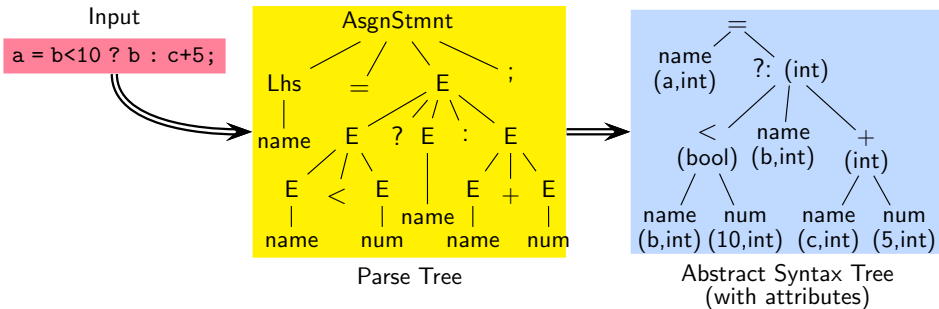 Input
a = b<10 ? b : c+5;
AsgnStmnt
Lhs = E ;
name E ? E : E
E < E name E + E
name num name num
Parse Tree
=
name
(a,int) ?: (int)
< name +
(bool) (b,int) (int)
name num name num
(b,int) (10,int) (c,int) (5,int)
Abstract Syntax Tree
(with attributes)